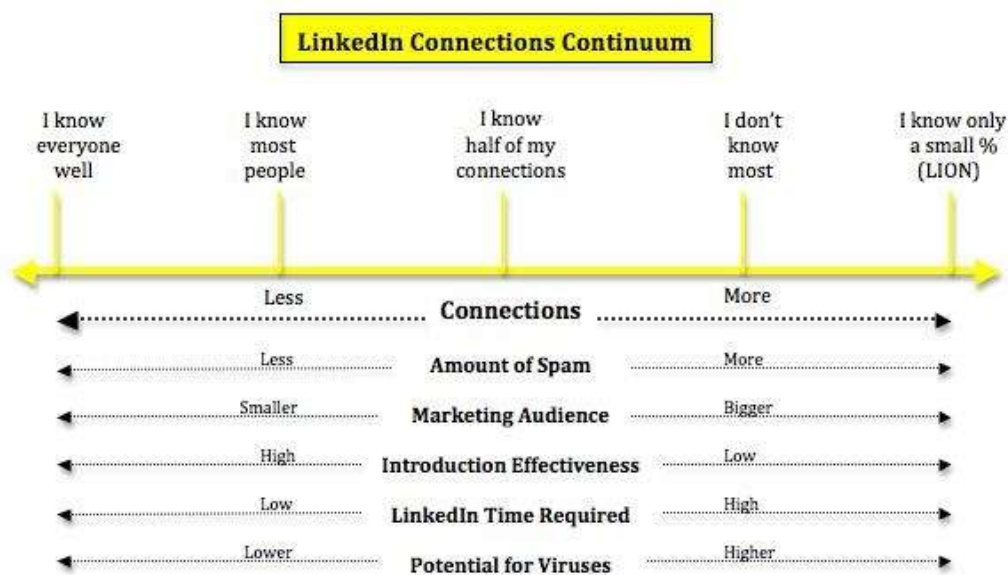 LinkedIn Connections Continuum
I know
everyone
well
I know
most
people
I know
half of my
connections
I don't
know
most
I know only
a small %
(LION)
Less Connections More
Less Amount of Spam More
Smaller Marketing Audience Bigger
High Introduction Effectiveness Low
Low LinkedIn Time Required High
Lower Potential for Viruses Higher